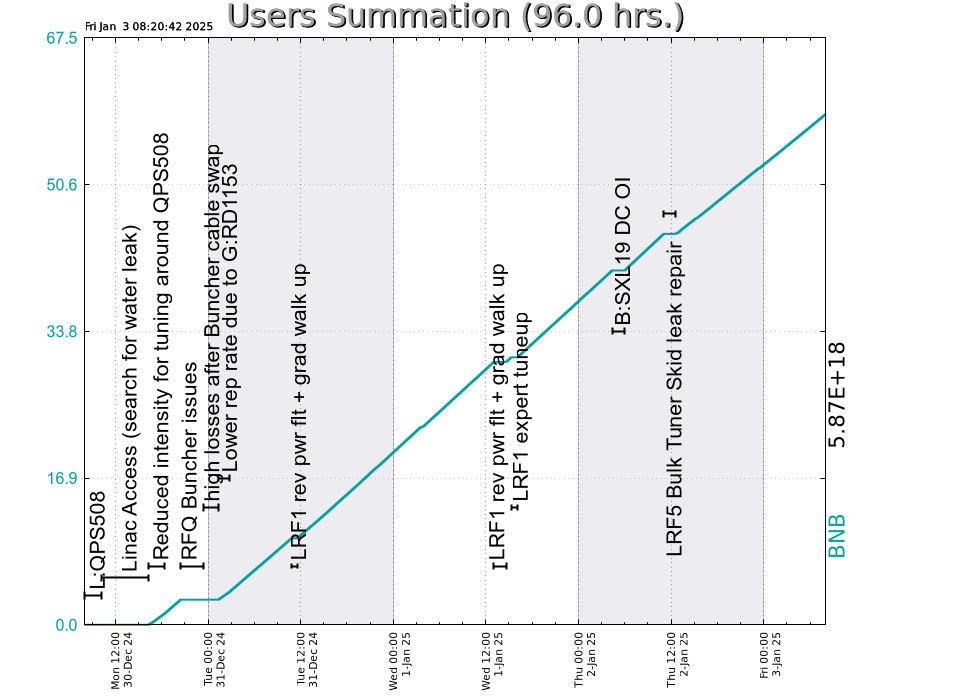 Users Summation (96.0 hrs.)
Fri Jan 3 08:20:42 2025
67.5
50.6
33.8
16.9
0.0
L:QPS508
Linac Access (search for water leak)
Reduced intensity for tuning around QPS508
RFQ Buncher issues
high losses after Buncher cable swap
Lower rep rate due to G:RD1153
LRF1 rev pwr flt + grad walk up
LRF1 rev pwr flt + grad walk up
LRF1 expert tuneup
B:SXL19 DC OI
LRF5 Bulk Tuner Skid leak repair
BNB
5.87E+18
Mon 12:00
30-Dec 24
Tue 00:00
31-Dec 24
Tue 12:00
31-Dec 24
Wed 00:00
1-Jan 25
Wed 12:00
1-Jan 25
Thu 00:00
2-Jan 25
Thu 12:00
2-Jan 25
Fri 00:00
3-Jan 25